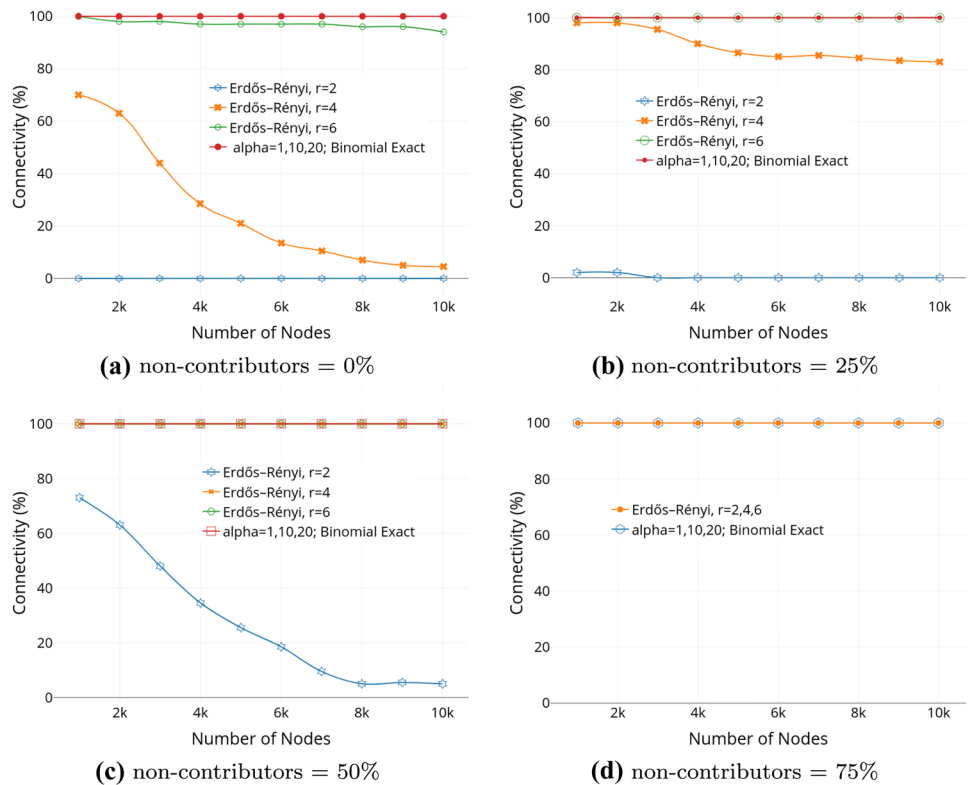 100
80
60
40
20
0
Connectivity (%)
Erdős–Rényi, r=2
Erdős–Rényi, r=4
Erdős–Rényi, r=6
alpha=1,10,20; Binomial Exact
2k 4k 6k 8k 10k
Number of Nodes
(a) non-contributors = 0%
100
80
60
40
20
0
Connectivity (%)
Erdős–Rényi, r=2
Erdős–Rényi, r=4
Erdős–Rényi, r=6
alpha=1,10,20; Binomial Exact
2k 4k 6k 8k 10k
Number of Nodes
(b) non-contributors = 25%
100
80
60
40
20
0
Connectivity (%)
Erdős–Rényi, r=2
Erdős–Rényi, r=4
Erdős–Rényi, r=6
alpha=1,10,20; Binomial Exact
2k 4k 6k 8k 10k
Number of Nodes
(c) non-contributors = 50%
100
80
60
40
20
0
Connectivity (%)
Erdős–Rényi, r=2,4,6
alpha=1,10,20; Binomial Exact
2k 4k 6k 8k 10k
Number of Nodes
(d) non-contributors = 75%